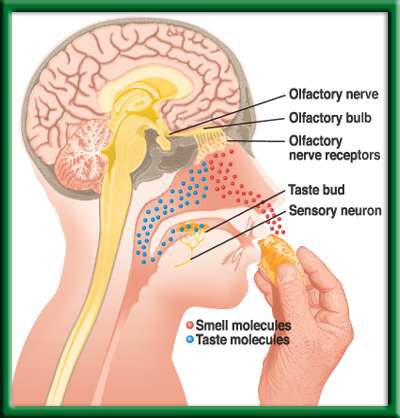 Olfactory nerve
Olfactory bulb
Olfactory
nerve receptors
Taste bud
Sensory neuron
Smell molecules
Taste molecules